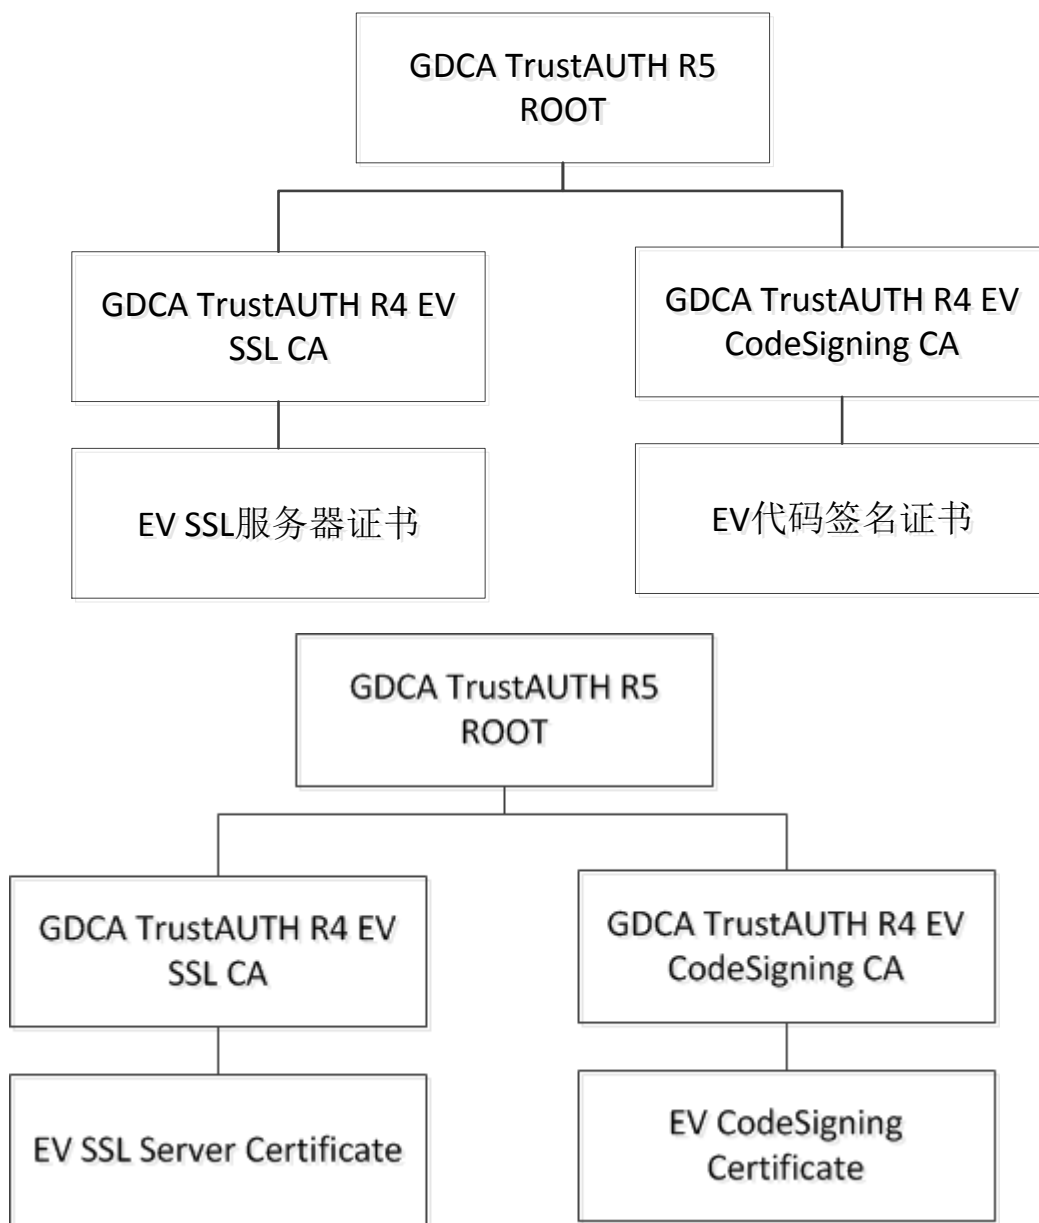 GDCA TrustAUTH R5
ROOT
GDCA TrustAUTH R4 EV
SSL CA
GDCA TrustAUTH R4 EV
CodeSigning CA
EV SSL服务器证书
EV代码签名证书
GDCA TrustAUTH R5
ROOT
GDCA TrustAUTH R4 EV
SSL CA
GDCA TrustAUTH R4 EV
CodeSigning CA
EV SSL Server Certificate
EV CodeSigning
Certificate